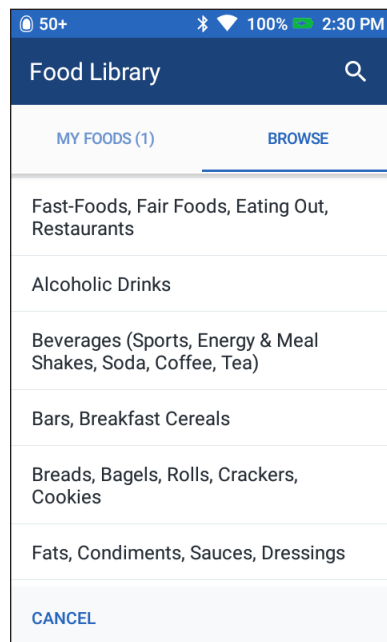 50+ 100% 2:30 PM
Food Library
MY FOODS (1) BROWSE
Fast-Foods, Fair Foods, Eating Out,
Restaurants
Alcoholic Drinks
Beverages (Sports, Energy & Meal
Shakes, Soda, Coffee, Tea)
Bars, Breakfast Cereals
Breads, Bagels, Rolls, Crackers,
Cookies
Fats, Condiments, Sauces, Dressings
CANCEL